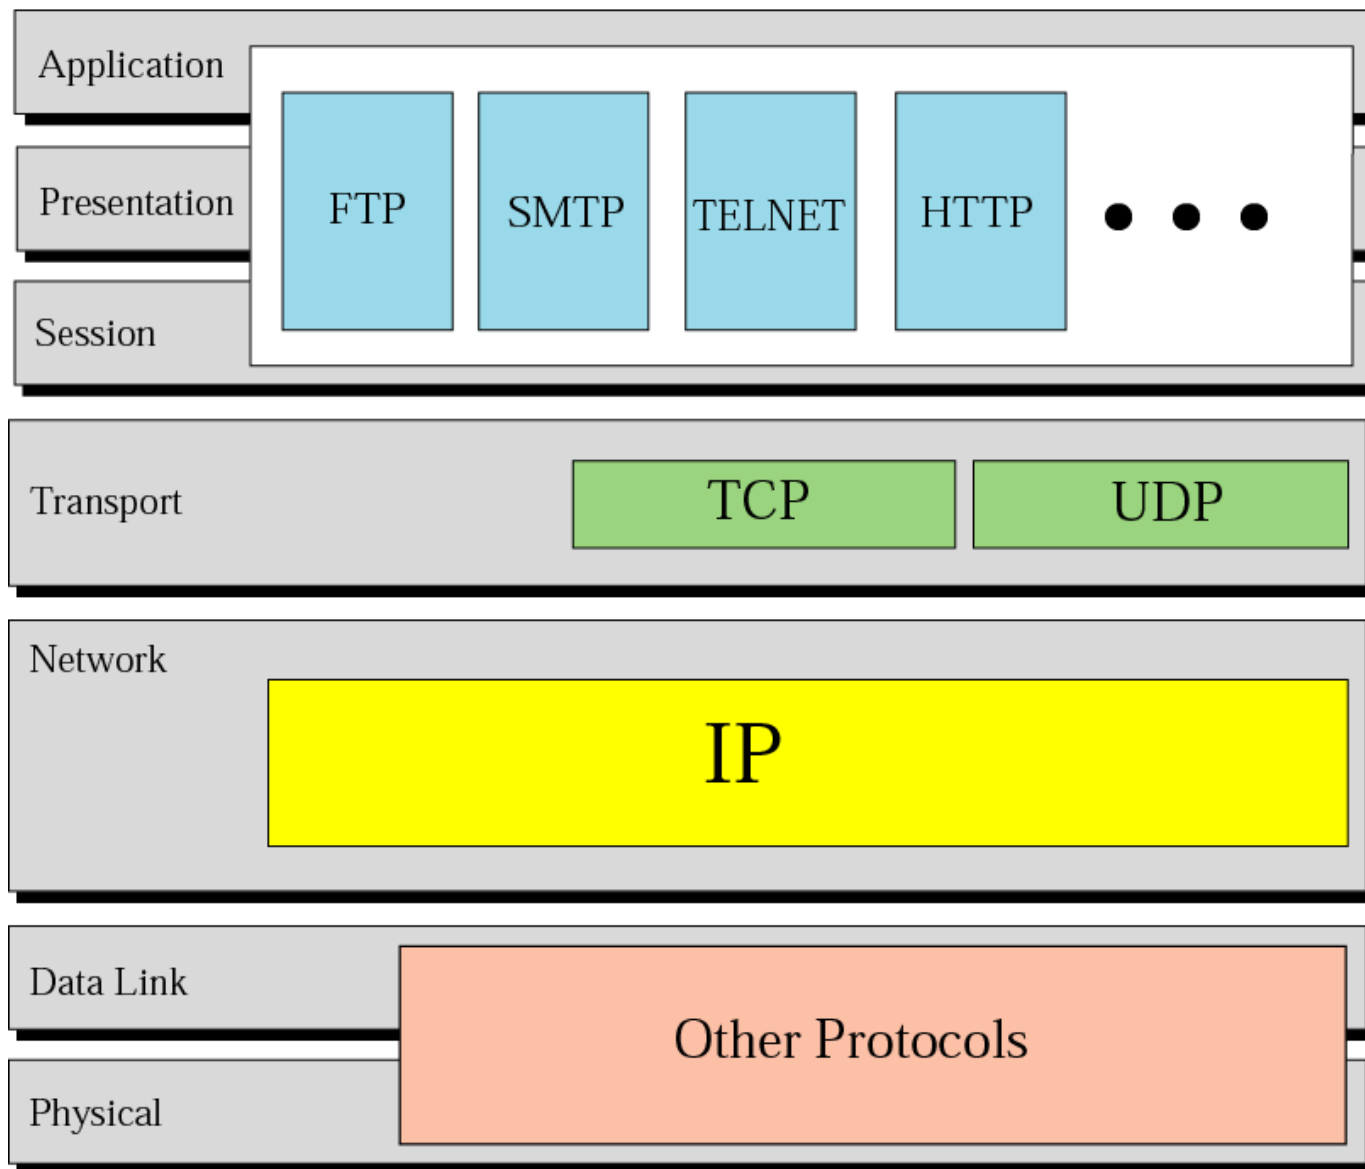 Application
Presentation
FTP
SMTP
TELNET
HTTP
Session
Transport
TCP
UDP
Network
IP
Data Link
Other Protocols
Physical